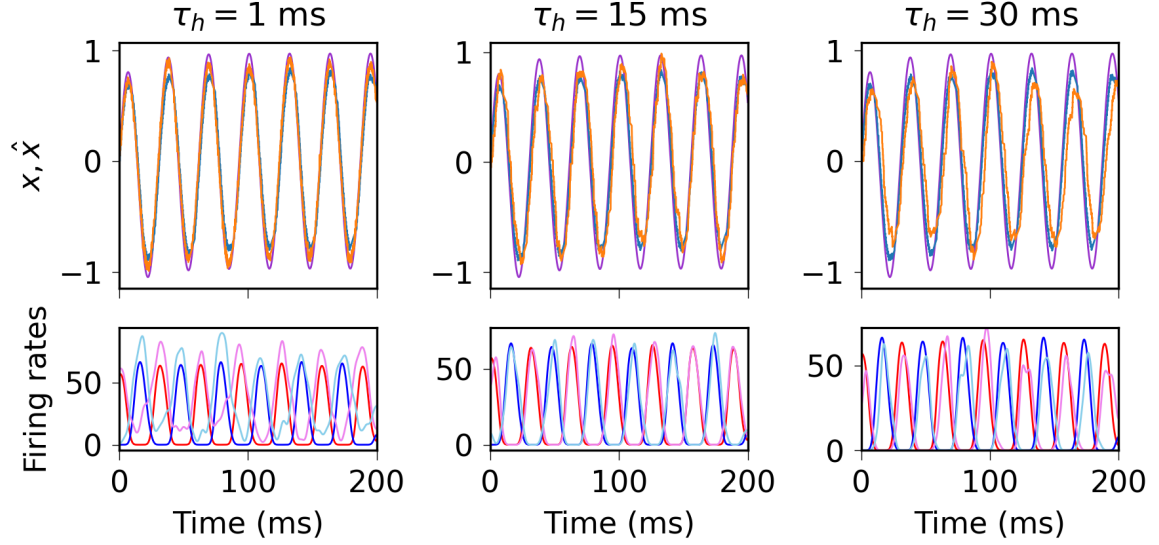 τ_h = 1 ms τ_h = 15 ms τ_h = 30 ms
x, x̂
1 1 1
0 0 0
−1 −1 −1
Firing rates
50 50 50
0 0 0
0 100 200 0 100 200 0 100 200
Time (ms) Time (ms) Time (ms)